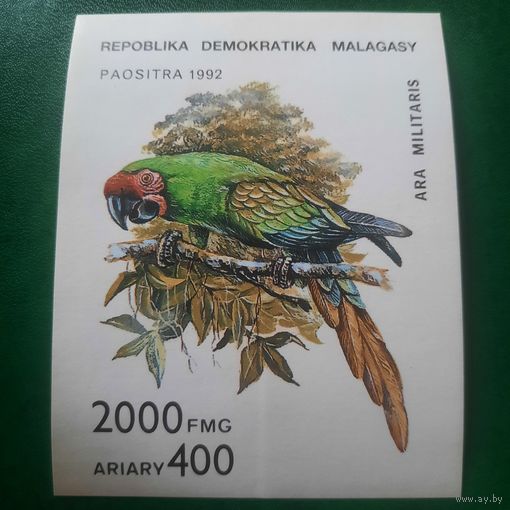 REPOBLIKA DEMOKRATIKA MALAGASY
PAOSITRA 1992
ARA MILITARIS
2000 FMG
ARIARY 400
www.ay.by